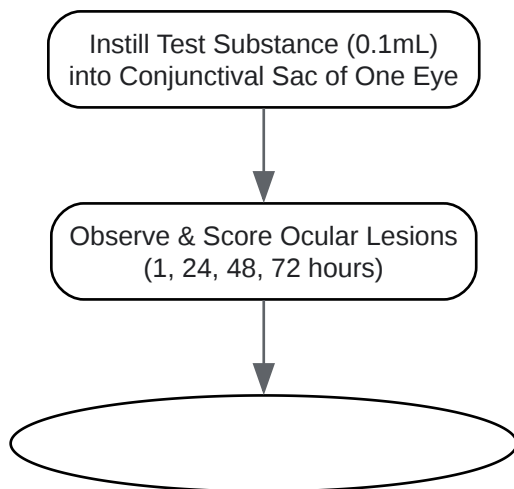 Instill Test Substance (0.1mL)
into Conjunctival Sac of One Eye
Observe & Score Ocular Lesions
(1, 24, 48, 72 hours)